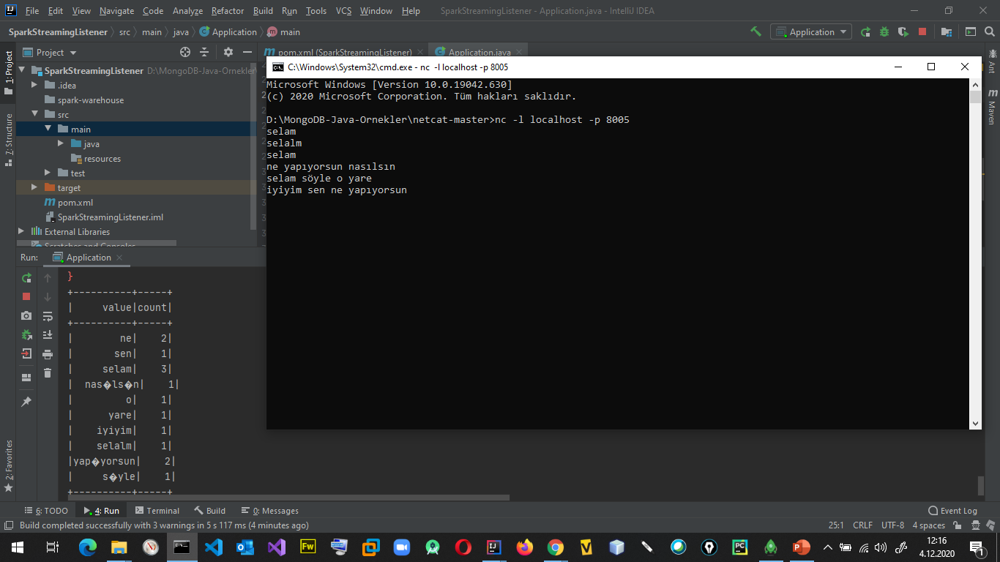 File Edit View Navigate Code Analyze Refactor Build Run Tools VCS Window Help SparkStreamingListener - Application.java - IntelliJ IDEA
SparkStreamingListener src main java Application main
Application
Project
pom.xml (SparkStreamingListener)
Application.java
1: Project
7: Structure
2: Favorites
SparkStreamingListener D:\MongoDB-Java-Ornekler\
.idea
spark-warehouse
src
main
java
resources
test
target
pom.xml
SparkStreamingListener.iml
External Libraries
Scratches and Consoles
C:\Windows\System32\cmd.exe - nc -l localhost -p 8005
Microsoft Windows [Version 10.0.19042.630]
(c) 2020 Microsoft Corporation. Tüm hakları saklıdır.
D:\MongoDB-Java-Ornekler\netcat-master>nc -l localhost -p 8005
selam
selalm
selam
ne yapıyorsun nasılsın
selam söyle o yare
iyiyim sen ne yapıyorsun
Ant
Maven
Run: Application
}
+----------+-----+
|     value|count|
+----------+-----+
|        ne|    2|
|       sen|    1|
|     selam|    3|
|  nas�ls�n|    1|
|         o|    1|
|      yare|    1|
|    iyiyim|    1|
|    selalm|    1|
|yap�yorsun|    2|
|     s�yle|    1|
+----------+-----+
6: TODO 4: Run Terminal Build 0: Messages Event Log
Build completed successfully with 3 warnings in 5 s 117 ms (4 minutes ago) 25:1 CRLF UTF-8 4 spaces
12:16
4.12.2020